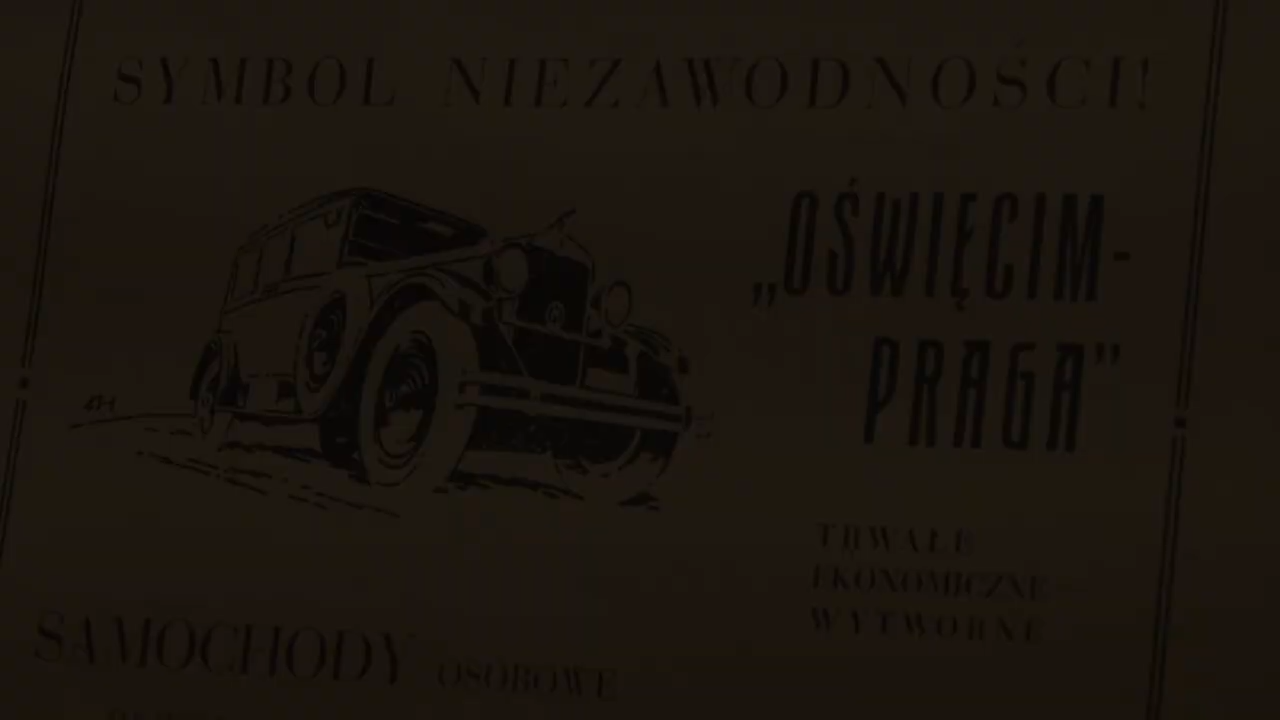 SYMBOL NIEZAWODNOŚCI!
„OŚWIĘCIM-
PRAGA”
TRWAŁE
EKONOMICZNE
WYTWORNE
SAMOCHODY OSOBOWE